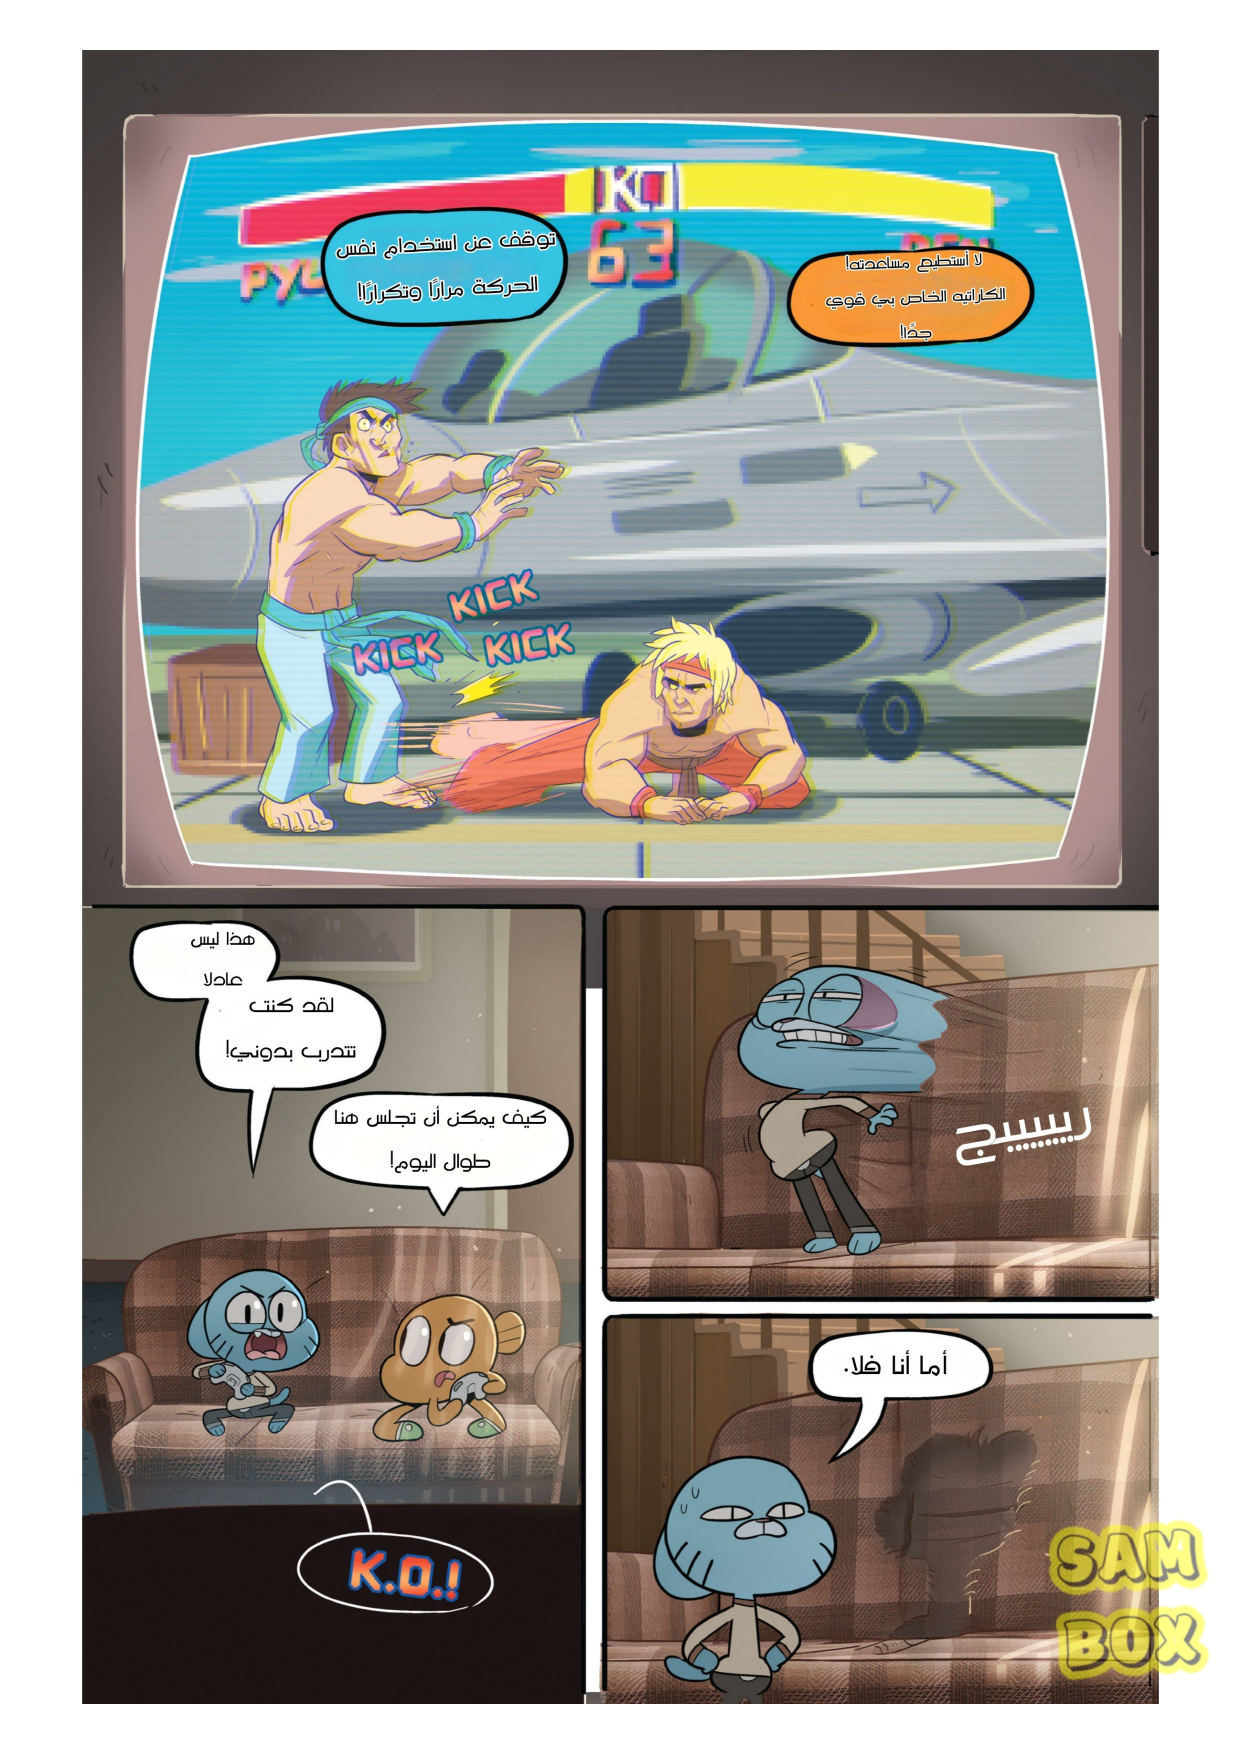 KO
63
توقف عن استخدام نفس
الحركة مرارًا وتكرارًا!
لا أستطيع مساعدته!
الكاراتيه الخاص بي قوي
جدًا!
KICK
KICK
KICK
هذا ليس
عادلا
لقد كنت
تتدرب بدوني!
كيف يمكن أن تجلس هنا
طوال اليوم!
K.O.!
رييييج
أما أنا فلا.
SAM
BOX